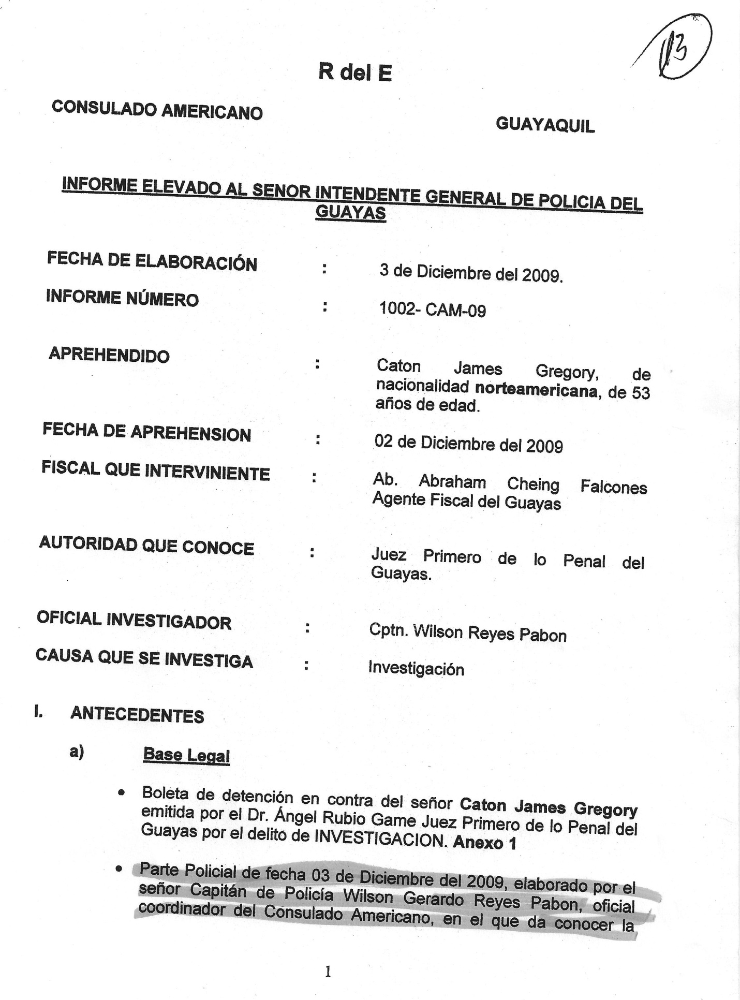 R del E
CONSULADO AMERICANO
GUAYAQUIL
INFORME ELEVADO AL SENOR INTENDENTE GENERAL DE POLICIA DEL
GUAYAS
FECHA DE ELABORACIÓN : 3 de Diciembre del 2009.
INFORME NÚMERO : 1002- CAM-09
APREHENDIDO : Caton James Gregory, de
nacionalidad norteamericana, de 53
años de edad.
FECHA DE APREHENSION : 02 de Diciembre del 2009
FISCAL QUE INTERVINIENTE : Ab. Abraham Cheing Falcones
Agente Fiscal del Guayas
AUTORIDAD QUE CONOCE : Juez Primero de lo Penal del
Guayas.
OFICIAL INVESTIGADOR : Cptn. Wilson Reyes Pabon
CAUSA QUE SE INVESTIGA : Investigación
I. ANTECEDENTES
a) Base Legal
• Boleta de detención en contra del señor Caton James Gregory
emitida por el Dr. Ángel Rubio Game Juez Primero de lo Penal del
Guayas por el delito de INVESTIGACION. Anexo 1
• Parte Policial de fecha 03 de Diciembre del 2009, elaborado por el
señor Capitán de Policía Wilson Gerardo Reyes Pabon, oficial
coordinador del Consulado Americano, en el que da conocer la
1